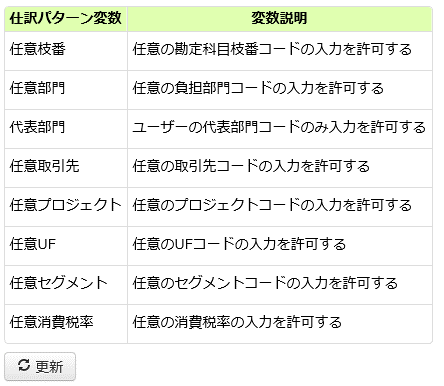 仕訳パターン変数 変数説明
任意枝番 任意の勘定科目枝番コードの入力を許可する
任意部門 任意の負担部門コードの入力を許可する
代表部門 ユーザーの代表部門コードのみ入力を許可する
任意取引先 任意の取引先コードの入力を許可する
任意プロジェクト 任意のプロジェクトコードの入力を許可する
任意UF 任意のUFコードの入力を許可する
任意セグメント 任意のセグメントコードの入力を許可する
任意消費税率 任意の消費税率の入力を許可する
更新